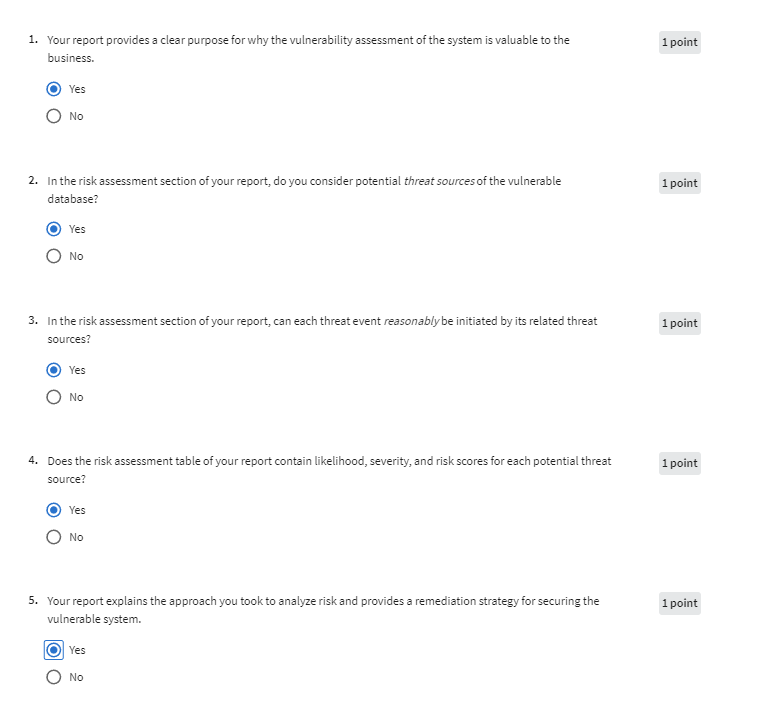 1. Your report provides a clear purpose for why the vulnerability assessment of the system is valuable to the 1 point
business.
Yes
No
2. In the risk assessment section of your report, do you consider potential threat sources of the vulnerable 1 point
database?
Yes
No
3. In the risk assessment section of your report, can each threat event reasonably be initiated by its related threat 1 point
sources?
Yes
No
4. Does the risk assessment table of your report contain likelihood, severity, and risk scores for each potential threat 1 point
source?
Yes
No
5. Your report explains the approach you took to analyze risk and provides a remediation strategy for securing the 1 point
vulnerable system.
Yes
No